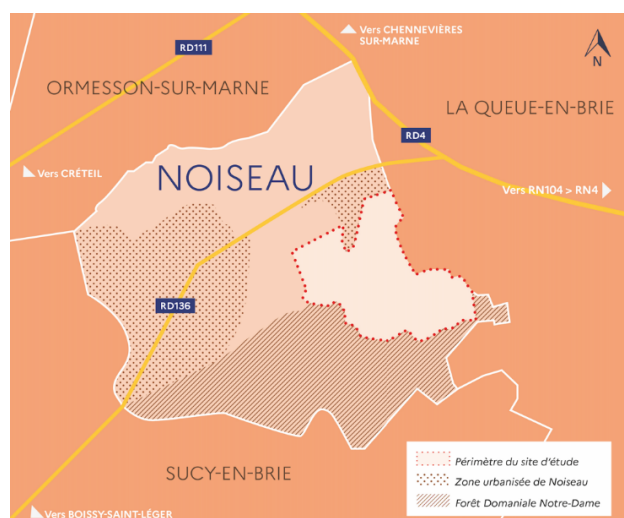 Vers CHENNEVIÈRES
SUR-MARNE
RD111
N
ORMESSON-SUR-MARNE
LA QUEUE-EN-BRIE
RD4
Vers CRÉTEIL
NOISEAU
Vers RN104 > RN4
RD136
Périmètre du site d'étude
Zone urbanisée de Noiseau
Forêt Domaniale Notre-Dame
SUCY-EN-BRIE
Vers BOISSY-SAINT-LÉGER